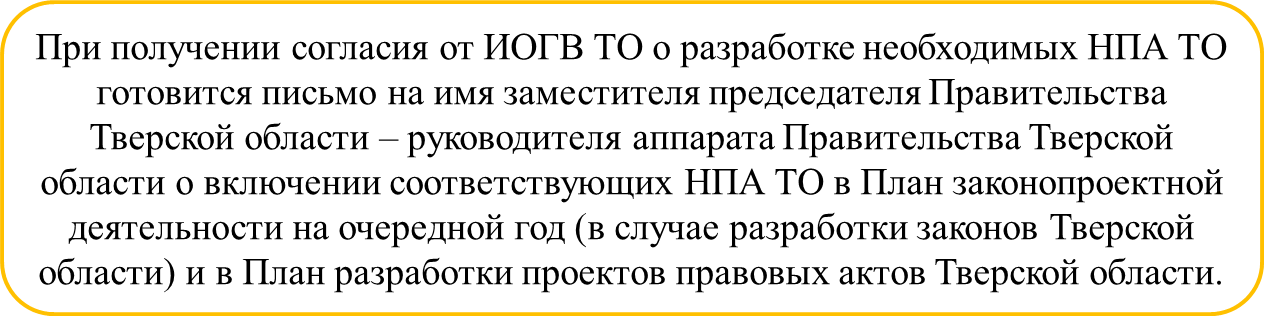 При получении согласия от ИОГВ ТО о разработке необходимых НПА ТО
готовится письмо на имя заместителя председателя Правительства
Тверской области – руководителя аппарата Правительства Тверской
области о включении соответствующих НПА ТО в План законопроектной
деятельности на очередной год (в случае разработки законов Тверской
области) и в План разработки проектов правовых актов Тверской области.